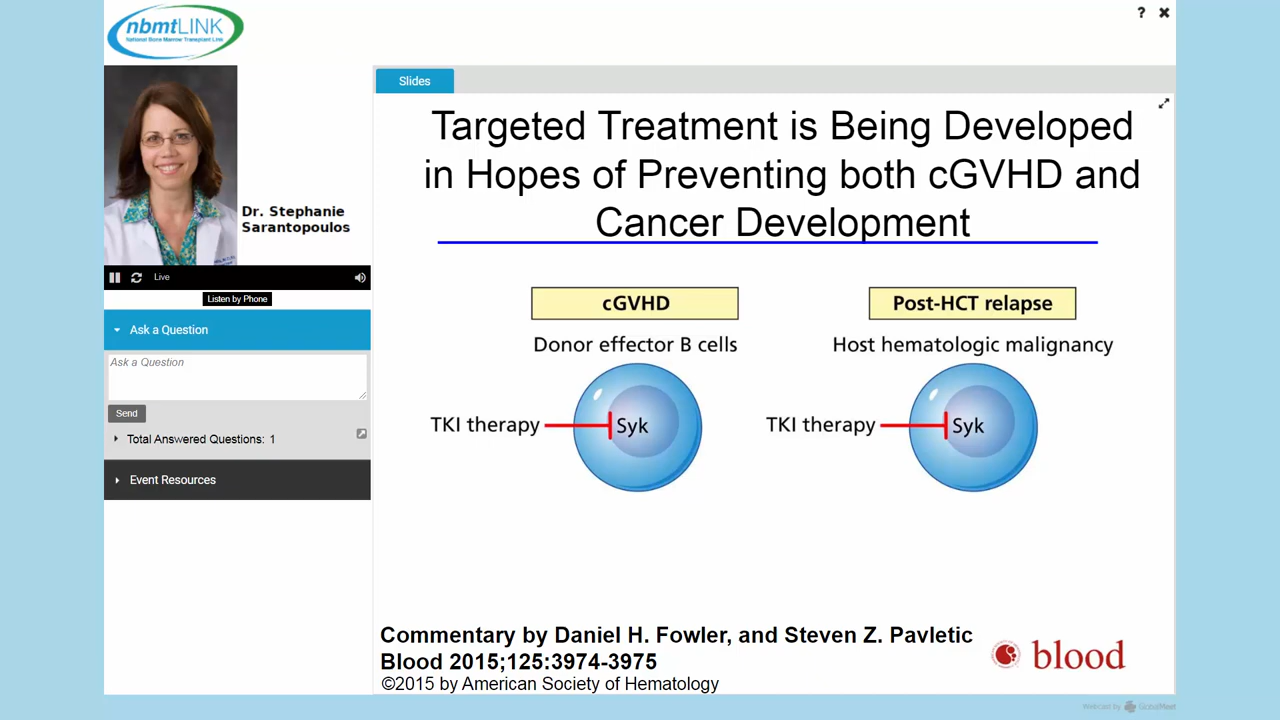 nbmtLINK
National Bone Marrow Transplant Link
? ×
Dr. Stephanie
Sarantopoulos
Live
Listen by Phone
Ask a Question
Ask a Question
Send
Total Answered Questions: 1
Event Resources
Slides
Targeted Treatment is Being Developed
in Hopes of Preventing both cGVHD and
Cancer Development
cGVHD
Donor effector B cells
TKI therapy
Syk
Post-HCT relapse
Host hematologic malignancy
TKI therapy
Syk
Commentary by Daniel H. Fowler, and Steven Z. Pavletic
Blood 2015;125:3974-3975
©2015 by American Society of Hematology
blood
Webcast by GlobalMeet